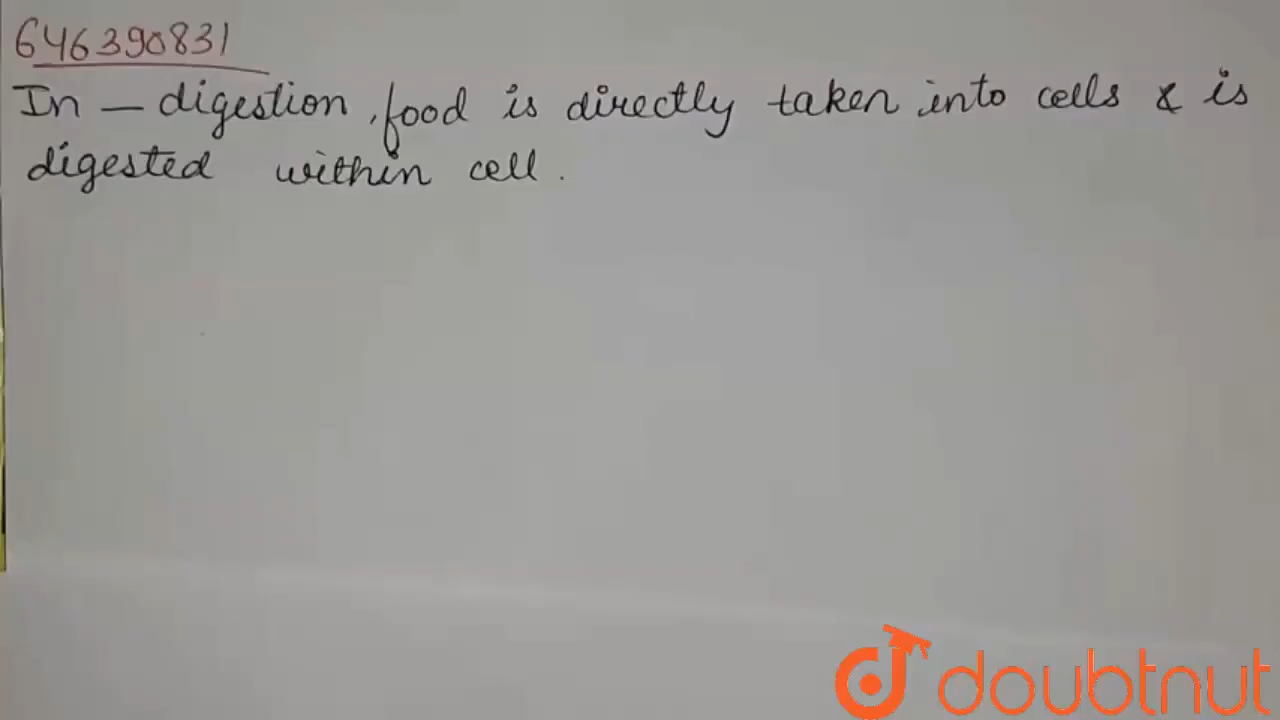 646390831
In — digestion, food is directly taken into cells & is
digested within cell.
doubtnut